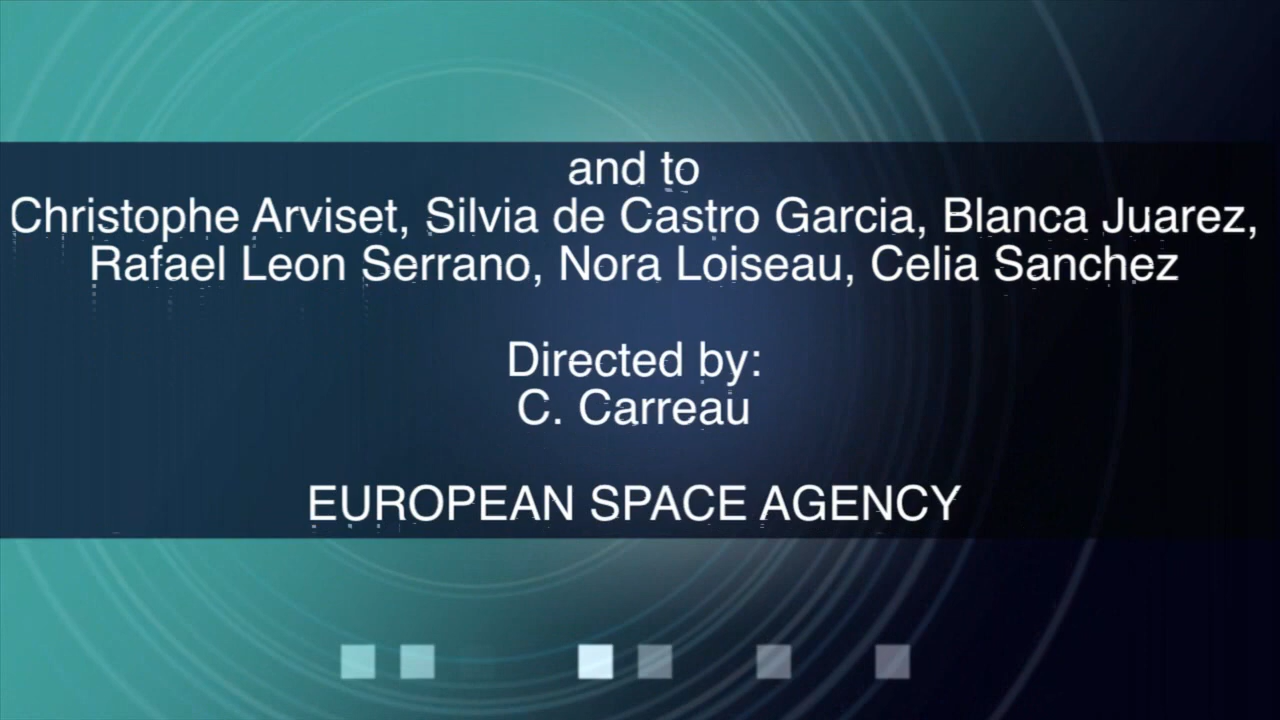 and to
Christophe Arviset, Silvia de Castro Garcia, Blanca Juarez,
Rafael Leon Serrano, Nora Loiseau, Celia Sanchez
Directed by:
C. Carreau
EUROPEAN SPACE AGENCY